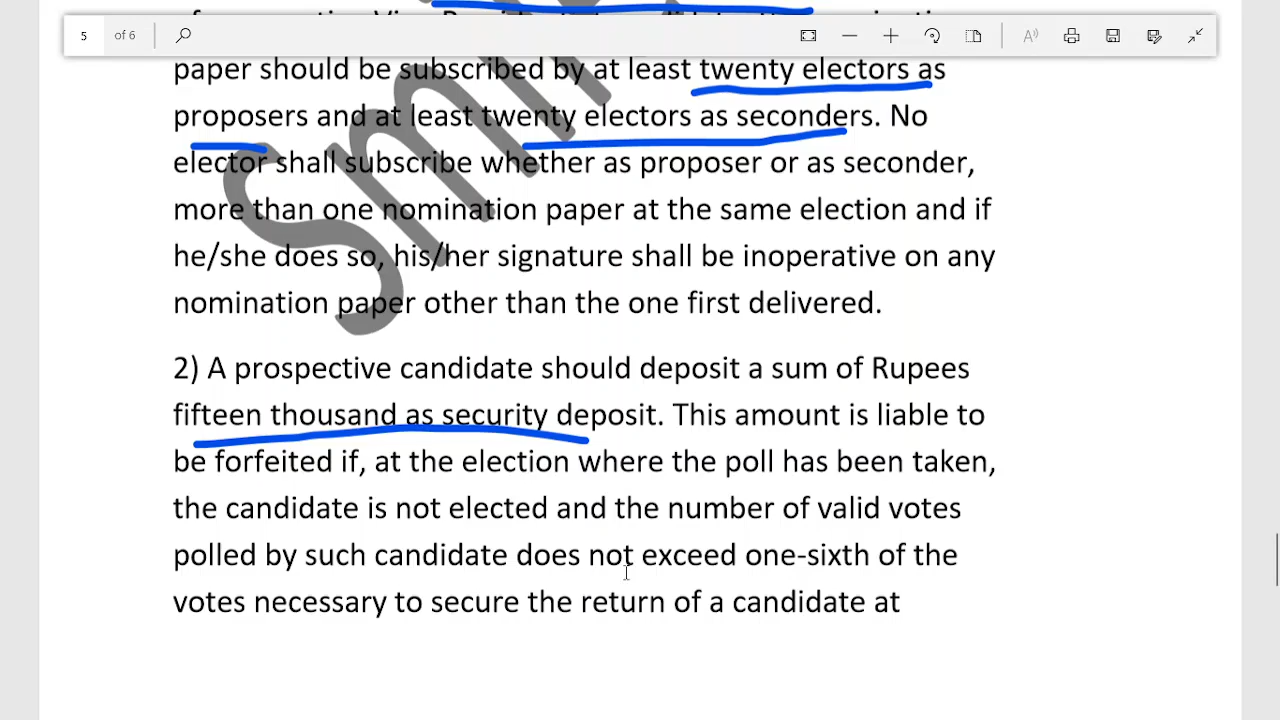 5 of 6
paper should be subscribed by at least twenty electors as
proposers and at least twenty electors as seconders. No
elector shall subscribe whether as proposer or as seconder,
more than one nomination paper at the same election and if
he/she does so, his/her signature shall be inoperative on any
nomination paper other than the one first delivered.
2) A prospective candidate should deposit a sum of Rupees
fifteen thousand as security deposit. This amount is liable to
be forfeited if, at the election where the poll has been taken,
the candidate is not elected and the number of valid votes
polled by such candidate does not exceed one-sixth of the
votes necessary to secure the return of a candidate at